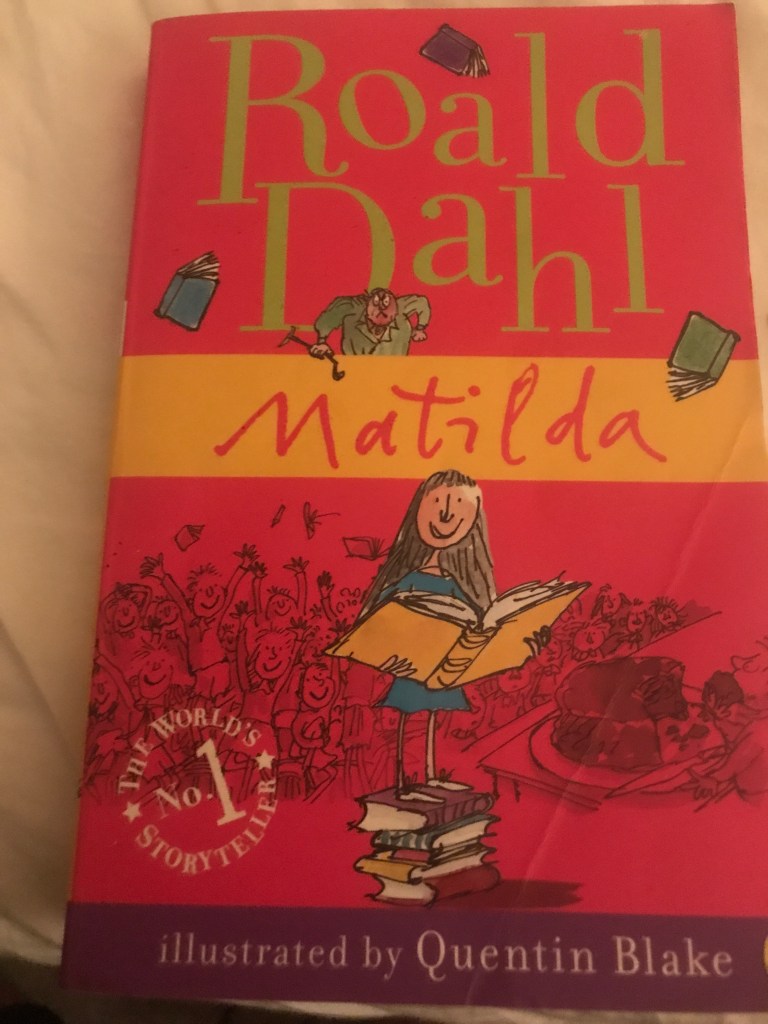 Roald
Dahl
Matilda
THE WORLD'S
No.1
STORYTELLER
illustrated by Quentin Blake